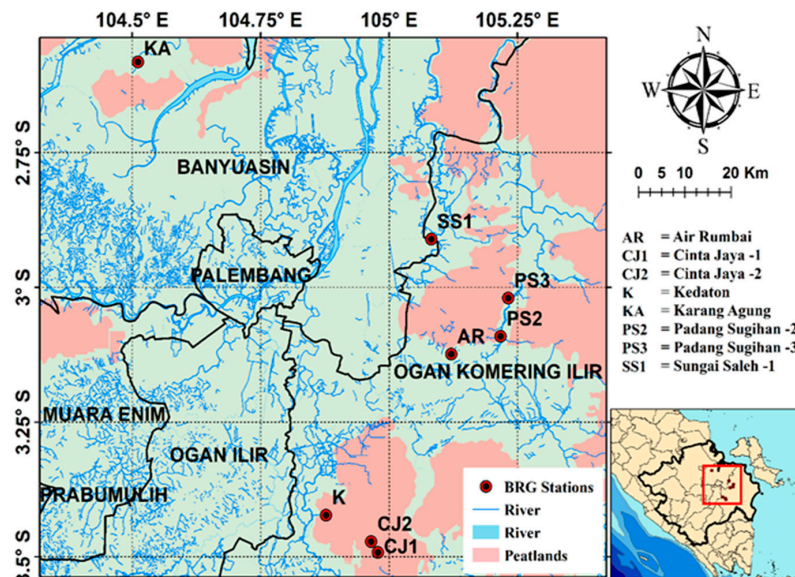 104.5° E 104.75° E 105° E 105.25° E
KA
2.75° S
BANYUASIN
SS1
PALEMBANG
3° S
PS3
PS2
AR
OGAN KOMERING ILIR
3.25° S
MUARA ENIM
OGAN ILIR
PRABUMULIH
K
CJ2
CJ1
3.5° S
BRG Stations
River
River
Peatlands
N
W E
S
0 10 20 Km
AR = Air Rumbai
CJ1 = Cinta Jaya -1
CJ2 = Cinta Jaya -2
K = Kedaton
KA = Karang Agung
PS2 = Padang Sugihan -2
PS3 = Padang Sugihan -3
SS1 = Sungai Saleh -1